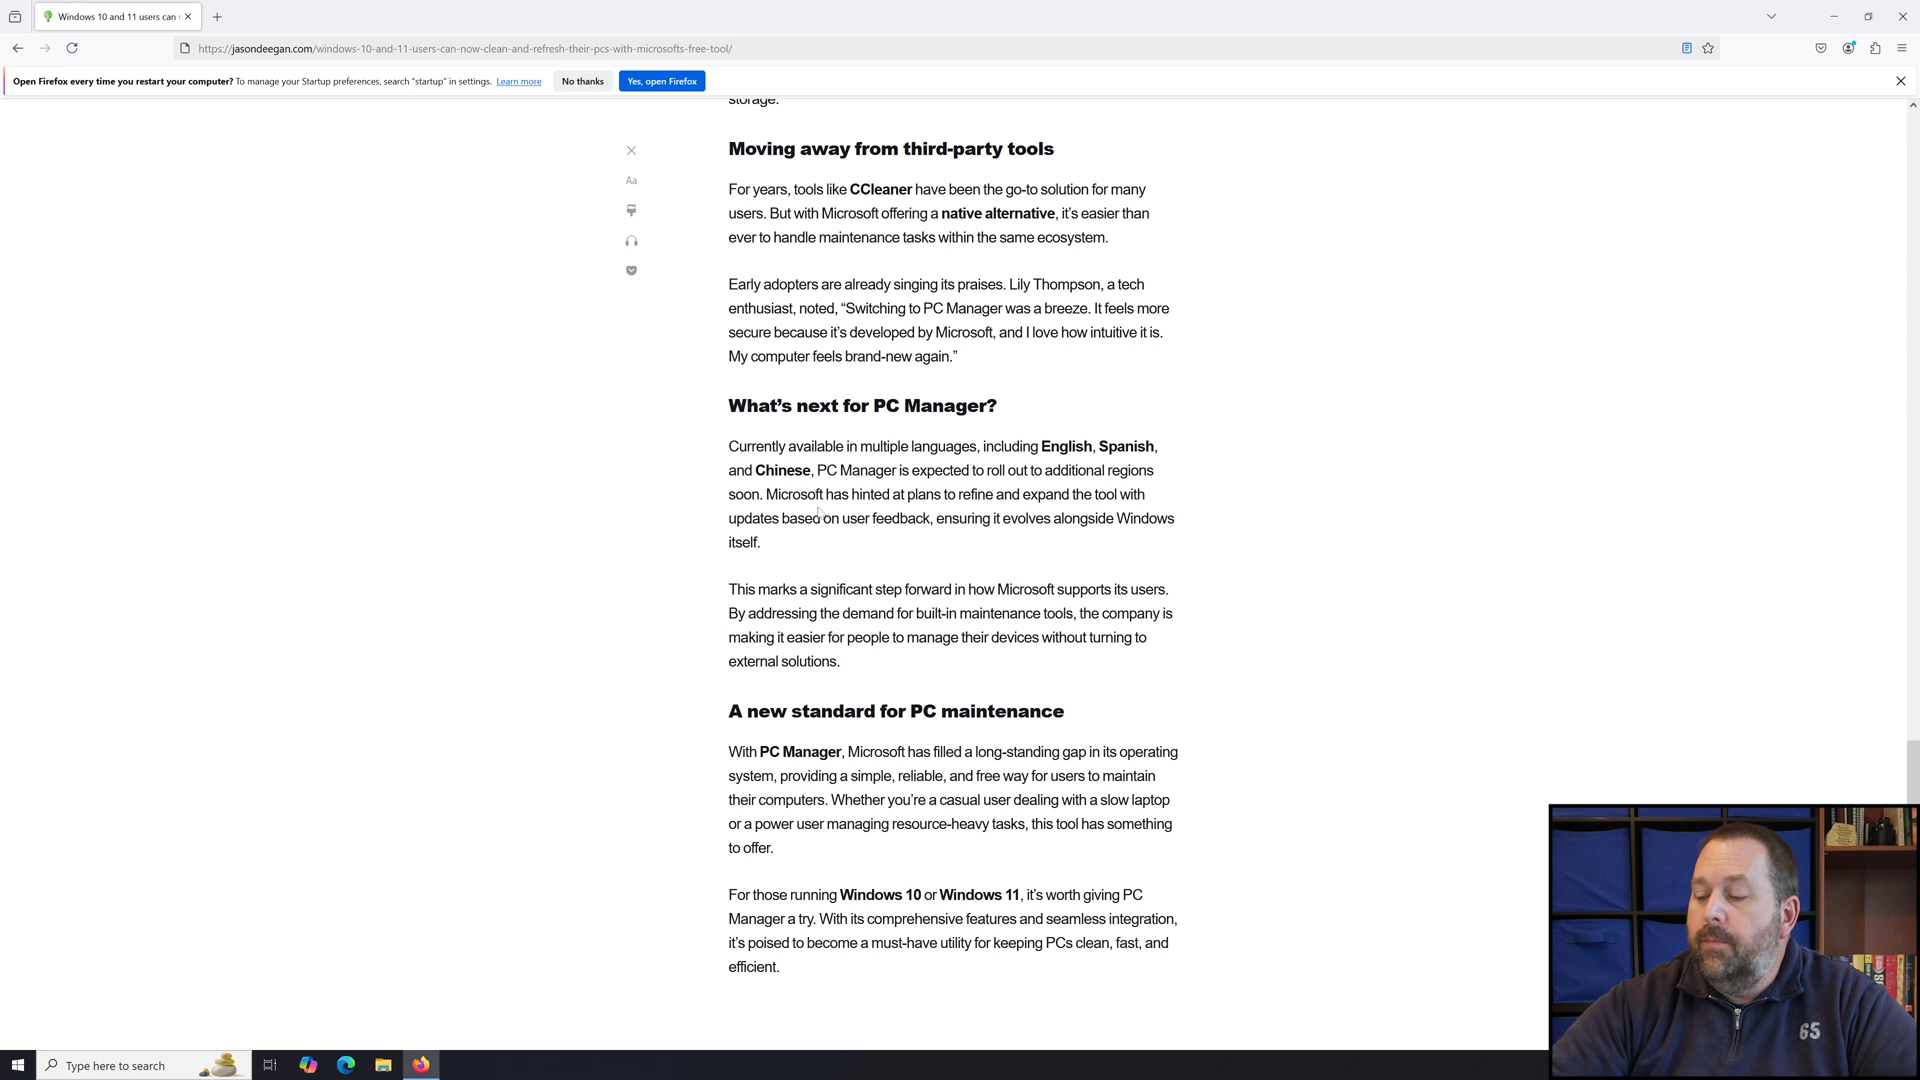 Windows 10 and 11 users can
https://jasondeegan.com/windows-10-and-11-users-can-now-clean-and-refresh-their-pcs-with-microsofts-free-tool/
Open Firefox every time you restart your computer? To manage your Startup preferences, search "startup" in settings. Learn more
No thanks
Yes, open Firefox
storage.
Moving away from third-party tools
Aa
For years, tools like CCleaner have been the go-to solution for many
users. But with Microsoft offering a native alternative, it’s easier than
ever to handle maintenance tasks within the same ecosystem.
Early adopters are already singing its praises. Lily Thompson, a tech
enthusiast, noted, “Switching to PC Manager was a breeze. It feels more
secure because it’s developed by Microsoft, and I love how intuitive it is.
My computer feels brand-new again.”
What’s next for PC Manager?
Currently available in multiple languages, including English, Spanish,
and Chinese, PC Manager is expected to roll out to additional regions
soon. Microsoft has hinted at plans to refine and expand the tool with
updates based on user feedback, ensuring it evolves alongside Windows
itself.
This marks a significant step forward in how Microsoft supports its users.
By addressing the demand for built-in maintenance tools, the company is
making it easier for people to manage their devices without turning to
external solutions.
A new standard for PC maintenance
With PC Manager, Microsoft has filled a long-standing gap in its operating
system, providing a simple, reliable, and free way for users to maintain
their computers. Whether you’re a casual user dealing with a slow laptop
or a power user managing resource-heavy tasks, this tool has something
to offer.
For those running Windows 10 or Windows 11, it’s worth giving PC
Manager a try. With its comprehensive features and seamless integration,
it’s poised to become a must-have utility for keeping PCs clean, fast, and
efficient.
65
Type here to search